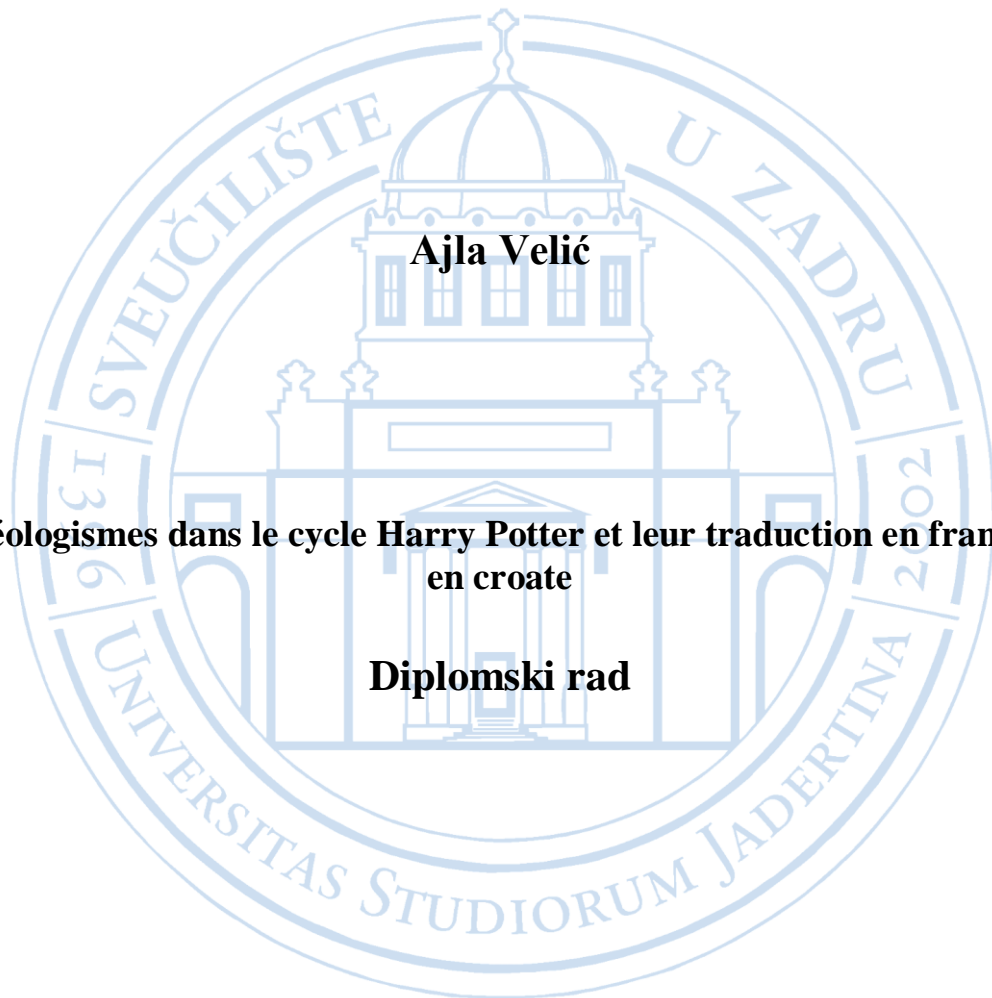 Ajla Velić
éologismes dans le cycle Harry Potter et leur traduction en fran
en croate
Diplomski rad
SVEUČILIŠTE U ZADRU
1396
2002
UNIVERSITAS STUDIORUM JADERTINA